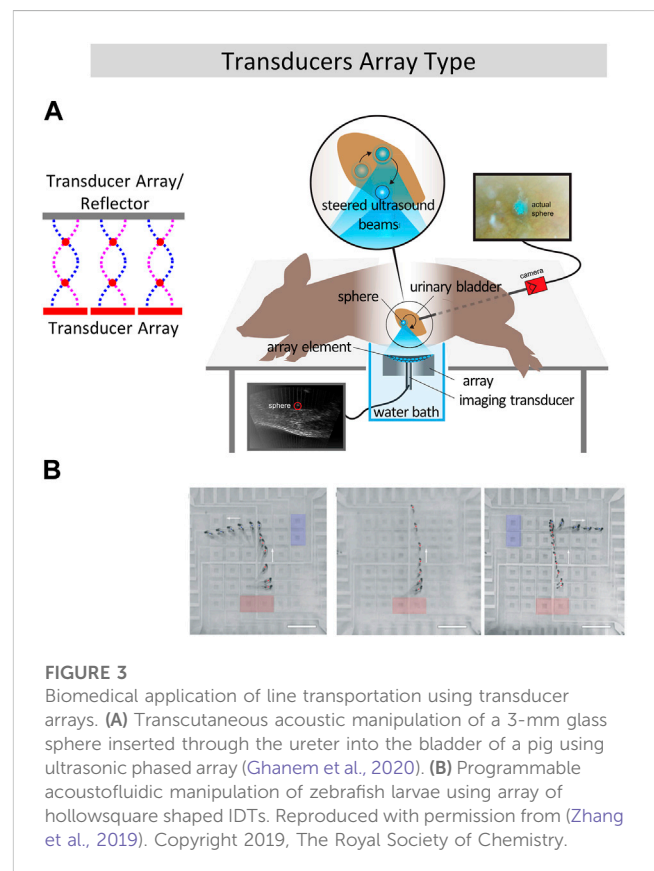 Transducers Array Type
A
Transducer Array/
Reflector
Transducer Array
steered ultrasound
beams
actual
sphere
camera
urinary bladder
sphere
array element
array
imaging transducer
water bath
sphere
B
FIGURE 3
Biomedical application of line transportation using transducer
arrays. (A) Transcutaneous acoustic manipulation of a 3-mm glass
sphere inserted through the ureter into the bladder of a pig using
ultrasonic phased array (Ghanem et al., 2020). (B) Programmable
acoustofluidic manipulation of zebrafish larvae using array of
hollowsquare shaped IDTs. Reproduced with permission from (Zhang
et al., 2019). Copyright 2019, The Royal Society of Chemistry.